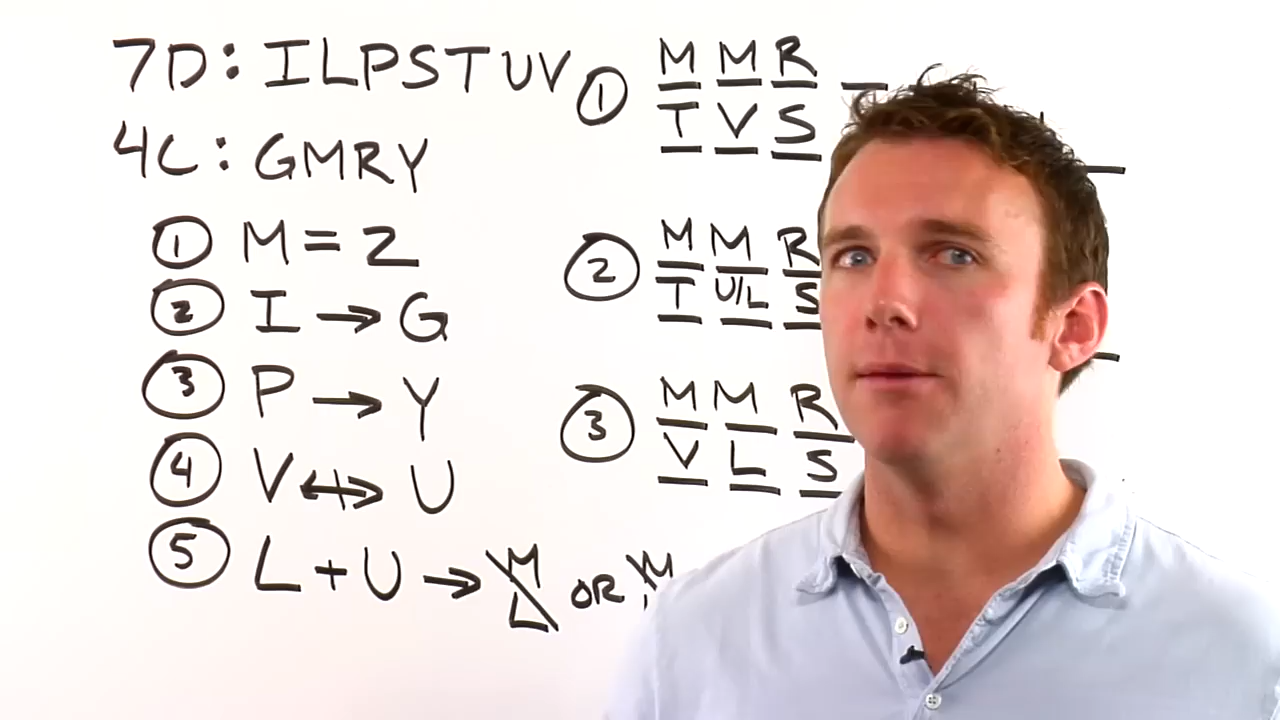 7D: ILPSTUV
4C: GMRY
① M = 2
② I → G
③ P → Y
④ V ↮ U
⑤ L + U → M L OR M
① M M R
T V S
② M M R
T U/L S
③ M M R
V L S